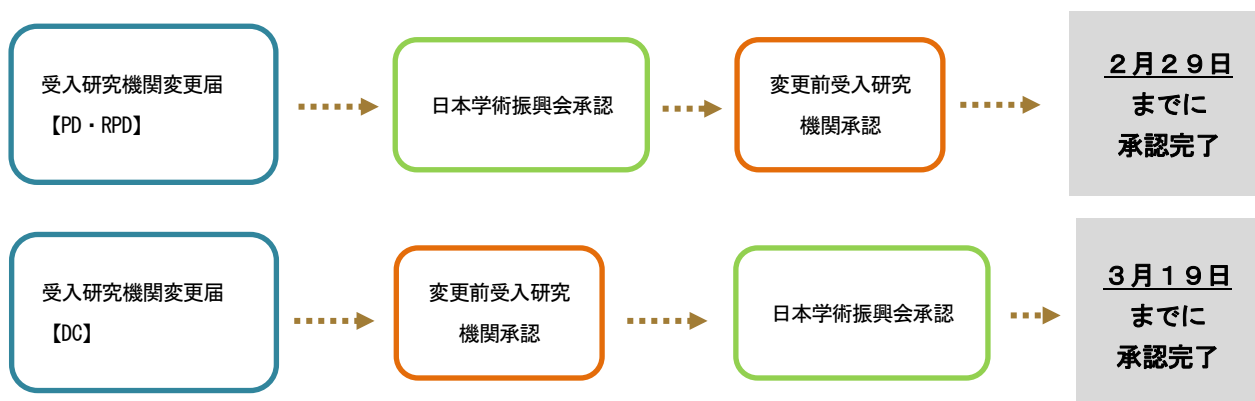 受入研究機関変更届
【PD・RPD】
日本学術振興会承認
変更前受入研究
機関承認
２月２９日
までに
承認完了
受入研究機関変更届
【DC】
変更前受入研究
機関承認
日本学術振興会承認
３月１９日
までに
承認完了